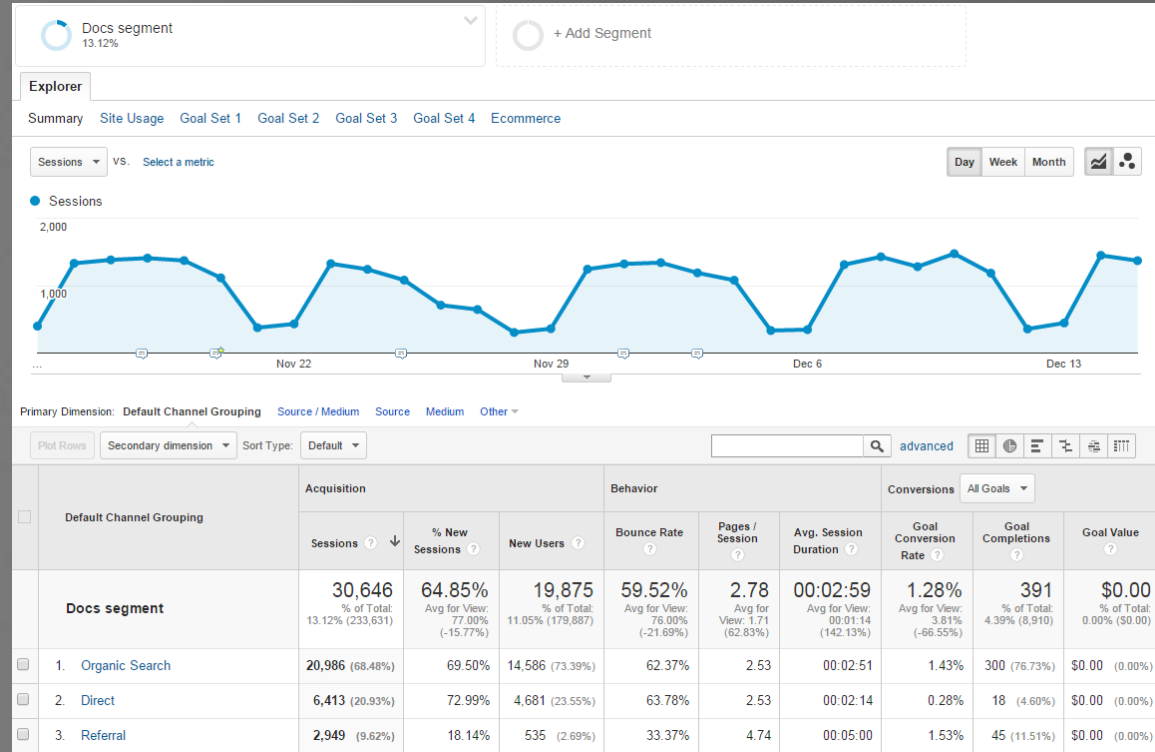 Docs segment
13.12%
+ Add Segment
Explorer
Summary Site Usage Goal Set 1 Goal Set 2 Goal Set 3 Goal Set 4 Ecommerce
Sessions VS. Select a metric
Day Week Month
Sessions
2,000
1,000
... Nov 22 Nov 29 Dec 6 Dec 13
Primary Dimension: Default Channel Grouping Source / Medium Source Medium Other
Plot Rows Secondary dimension Sort Type: Default advanced
Default Channel Grouping
Acquisition Behavior Conversions All Goals
Sessions ? % New Sessions ? New Users ? Bounce Rate ? Pages / Session ? Avg. Session Duration ? Goal Conversion Rate ? Goal Completions ? Goal Value ?
Docs segment
30,646 64.85% 19,875 59.52% 2.78 00:02:59 1.28% 391 $0.00
% of Total: 13.12% (233,631)
Avg for View: 77.00% (-15.77%)
% of Total: 11.05% (179,887)
Avg for View: 76.00% (-21.69%)
Avg for View: 1.71 (62.83%)
Avg for View: 00:01:14 (142.13%)
Avg for View: 3.81% (-66.55%)
% of Total: 4.39% (8,910)
% of Total: 0.00% ($0.00)
1. Organic Search 20,986 (68.48%) 69.50% 14,586 (73.39%) 62.37% 2.53 00:02:51 1.43% 300 (76.73%) $0.00 (0.00%)
2. Direct 6,413 (20.93%) 72.99% 4,681 (23.55%) 63.78% 2.53 00:02:14 0.28% 18 (4.60%) $0.00 (0.00%)
3. Referral 2,949 (9.62%) 18.14% 535 (2.69%) 33.37% 4.74 00:05:00 1.53% 45 (11.51%) $0.00 (0.00%)